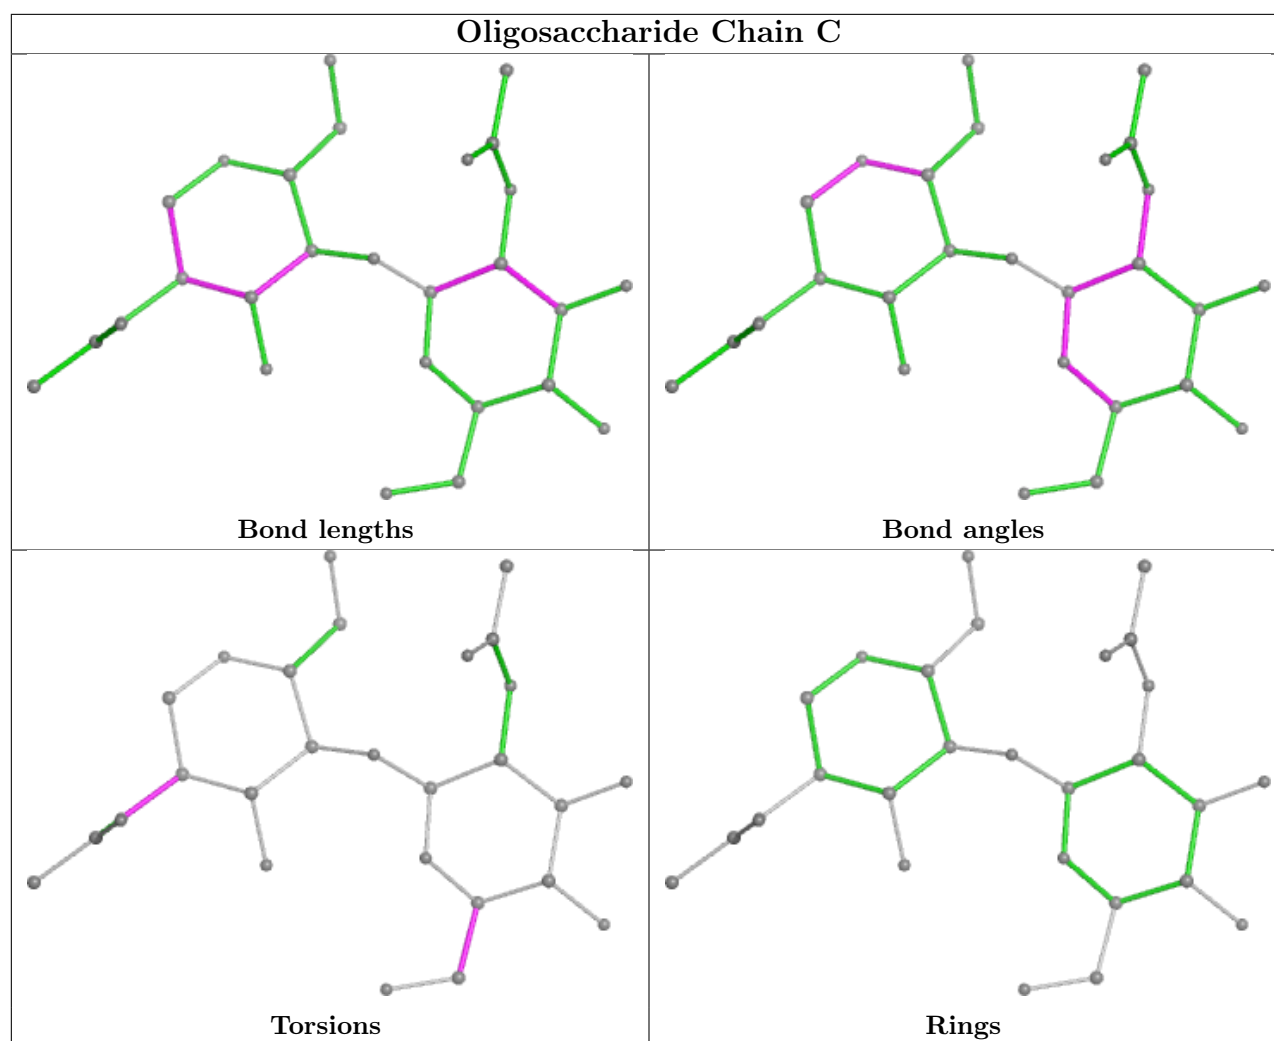 Oligosaccharide Chain C
Bond lengths
Bond angles
Torsions
Rings